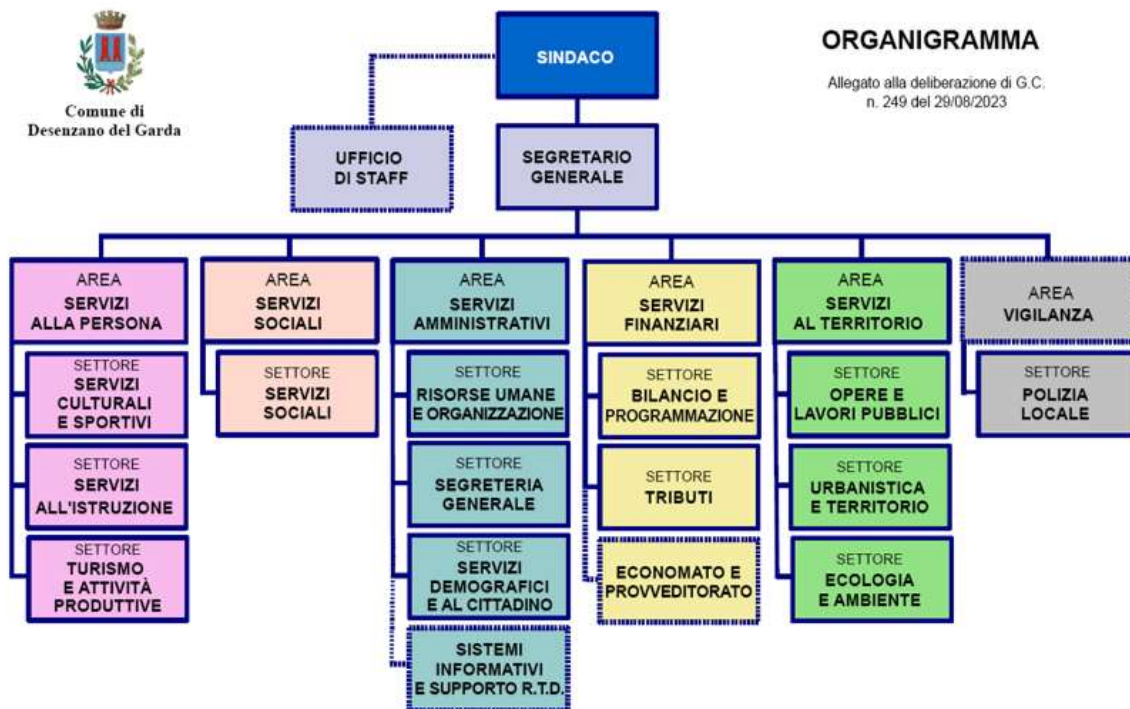 Comune di
Desenzano del Garda
ORGANIGRAMMA
Allegato alla deliberazione di G.C.
n. 249 del 29/08/2023
SINDACO
UFFICIO
DI STAFF
SEGRETARIO
GENERALE
AREA
SERVIZI
ALLA PERSONA
SETTORE
SERVIZI
CULTURALI
E SPORTIVI
SETTORE
SERVIZI
ALL'ISTRUZIONE
SETTORE
TURISMO
E ATTIVITÀ
PRODUTTIVE
AREA
SERVIZI
SOCIALI
SETTORE
SERVIZI
SOCIALI
AREA
SERVIZI
AMMINISTRATIVI
SETTORE
RISORSE UMANE
E ORGANIZZAZIONE
SETTORE
SEGRETERIA
GENERALE
SETTORE
SERVIZI
DEMOGRAFICI
E AL CITTADINO
SISTEMI
INFORMATIVI
E SUPPORTO R.T.D.
AREA
SERVIZI
FINANZIARI
SETTORE
BILANCIO E
PROGRAMMAZIONE
SETTORE
TRIBUTI
ECONOMATO E
PROVVEDITORATO
AREA
SERVIZI
AL TERRITORIO
SETTORE
OPERE E
LAVORI PUBBLICI
SETTORE
URBANISTICA
E TERRITORIO
SETTORE
ECOLOGIA
E AMBIENTE
AREA
VIGILANZA
SETTORE
POLIZIA
LOCALE